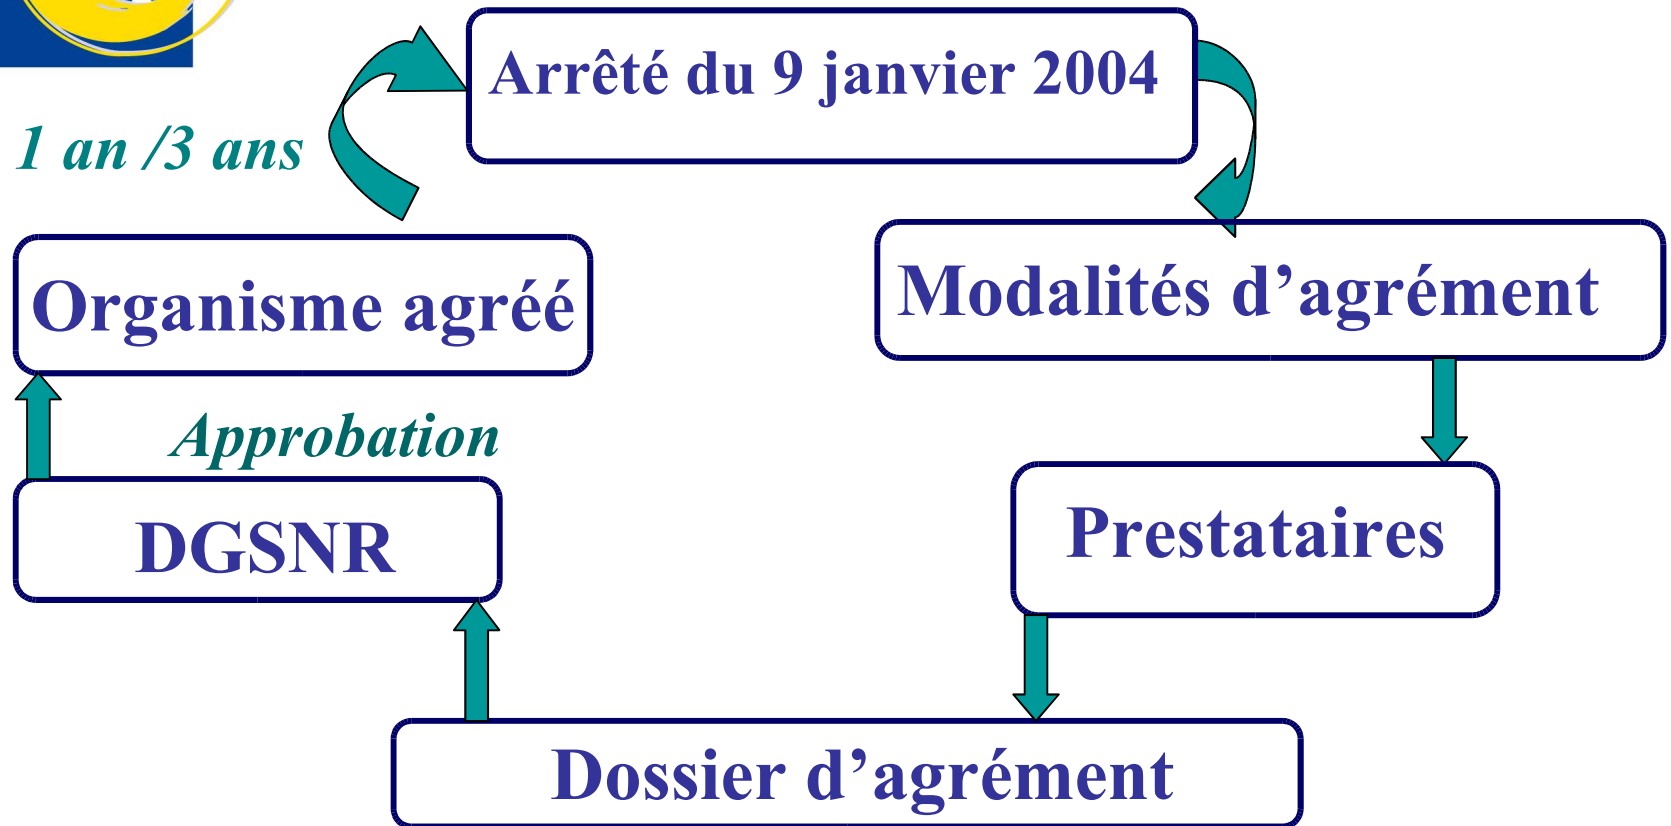 Arrêté du 9 janvier 2004
1 an /3 ans
Organisme agréé
Modalités d’agrément
Approbation
DGSNR
Prestataires
Dossier d’agrément